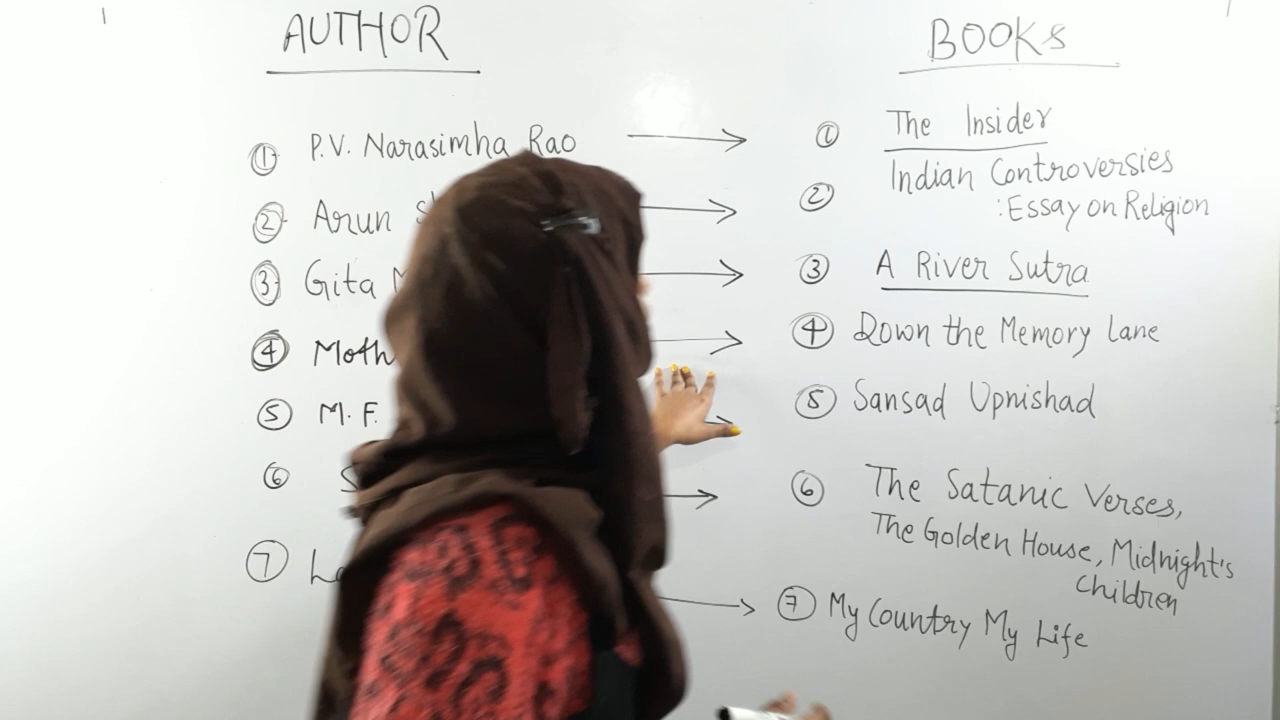 AUTHOR
BOOKS
① P.V. Narasimha Rao
① The Insider
② Arun
② Indian Controversies
:Essay on Religion
③ Gita
③ A River Sutra
④
④ Down the Memory Lane
⑤ M.F.
⑤ Sansad Upnishad
⑥
⑥ The Satanic Verses,
The Golden House, Midnight's
Children
⑦
⑦ My Country My Life